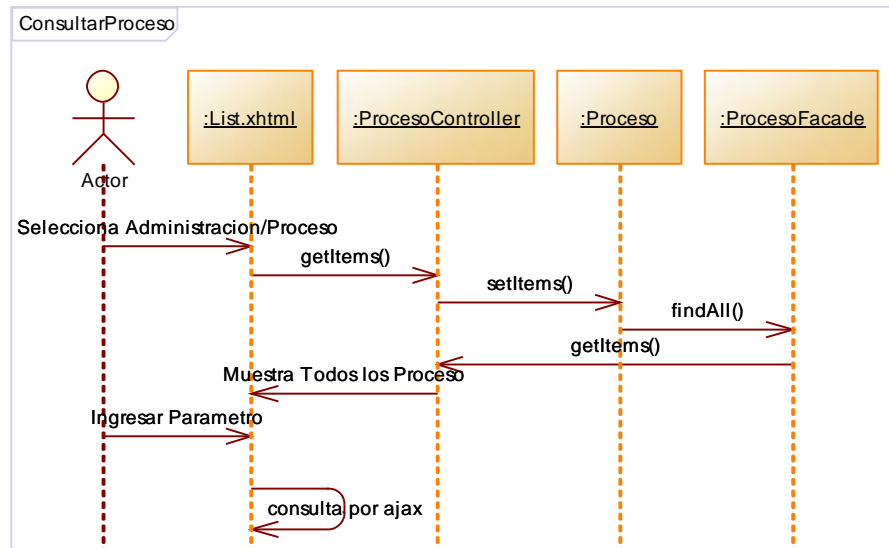 ConsultarProceso
:List.xhtml
:ProcesoController
:Proceso
:ProcesoFacade
Actor
Selecciona Administracion/Proceso
getItems()
setItems()
findAll()
getItems()
Muestra Todos los Proceso
Ingresar Parametro
consulta por ajax